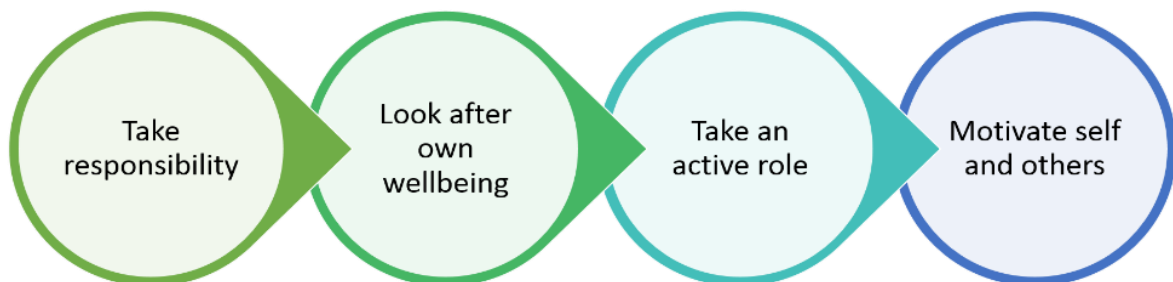 Take
responsibility
Look after
own
wellbeing
Take an
active role
Motivate self
and others